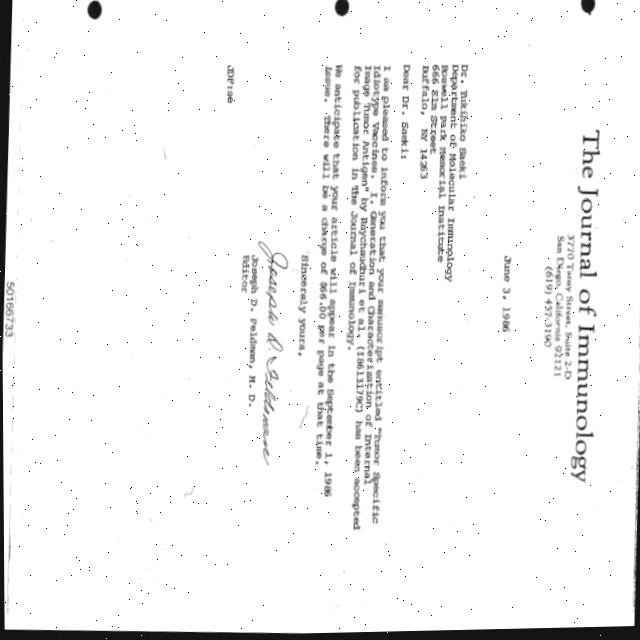 The Journal of Immunology
3770 Tansy Street, Suite 2-D
San Diego, California 92121
(619) 457-3190
June 3, 1986
Dr. Yukihiko Saeki
Department of Molecular Immunology
Roswell Park Memorial Institute
666 Elm Street
Buffalo, NY 14263
Dear Dr. Saeki:
I am pleased to inform you that your manuscript entitled "Tumor Specific
Idiotype Vaccines. I. Generation and Characterization of Internal
Image Tumor Antigen" by Raychaudhuri et al. (I8613179C) has been accepted
for publication in The Journal of Immunology.
We anticipate that your article will appear in the September 1, 1986
issue. There will be a charge of $66.00 per page at that time.
Sincerely yours,
Joseph D. Feldman
Joseph D. Feldman, M. D.
Editor
JDF:se
50166733